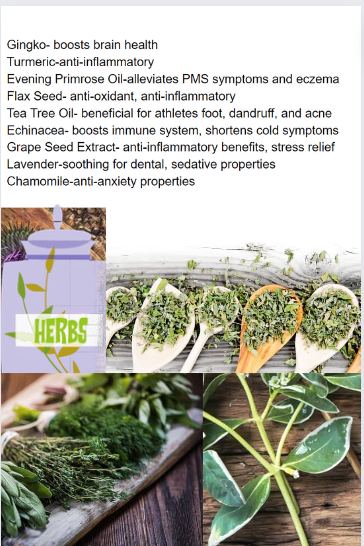 Gingko- boosts brain health
Turmeric-anti-inflammatory
Evening Primrose Oil-alleviates PMS symptoms and eczema
Flax Seed- anti-oxidant, anti-inflammatory
Tea Tree Oil- beneficial for athletes foot, dandruff, and acne
Echinacea- boosts immune system, shortens cold symptoms
Grape Seed Extract- anti-inflammatory benefits, stress relief
Lavender-soothing for dental, sedative properties
Chamomile-anti-anxiety properties
HERBS